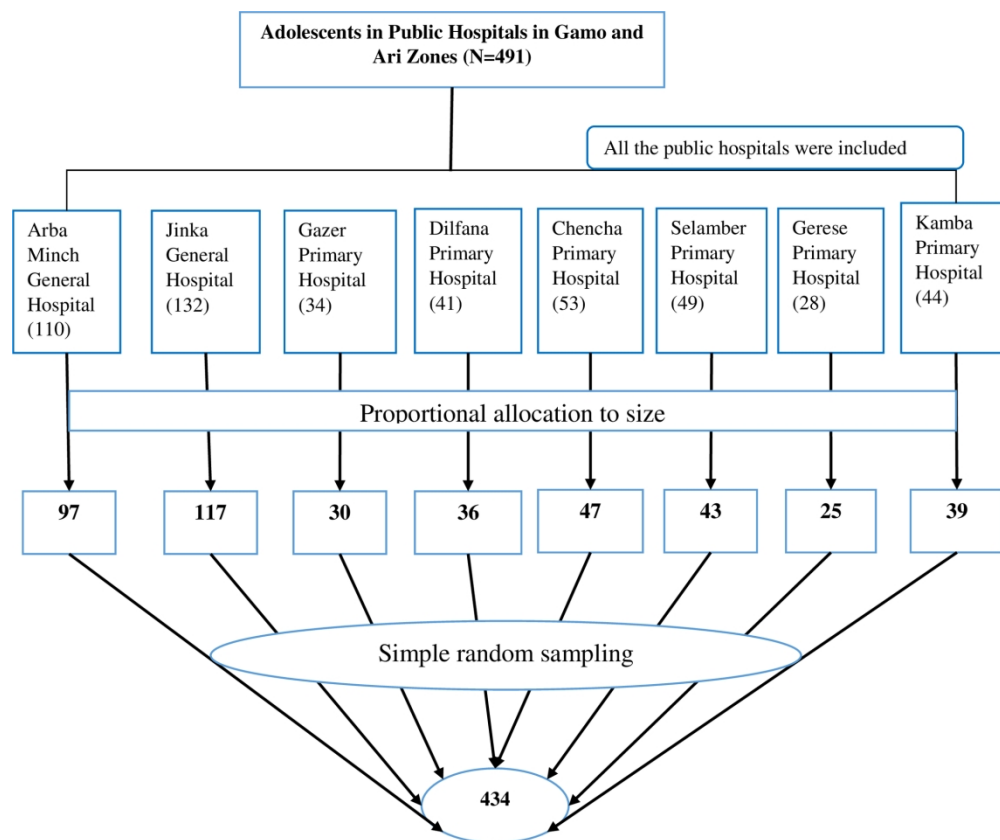 Adolescents in Public Hospitals in Gamo and
Ari Zones (N=491)
All the public hospitals were included
Arba
Minch
General
Hospital
(110)
Jinka
General
Hospital
(132)
Gazer
Primary
Hospital
(34)
Dilfana
Primary
Hospital
(41)
Chencha
Primary
Hospital
(53)
Selamber
Primary
Hospital
(49)
Gerese
Primary
Hospital
(28)
Kamba
Primary
Hospital
(44)
Proportional allocation to size
97
117
30
36
47
43
25
39
Simple random sampling
434